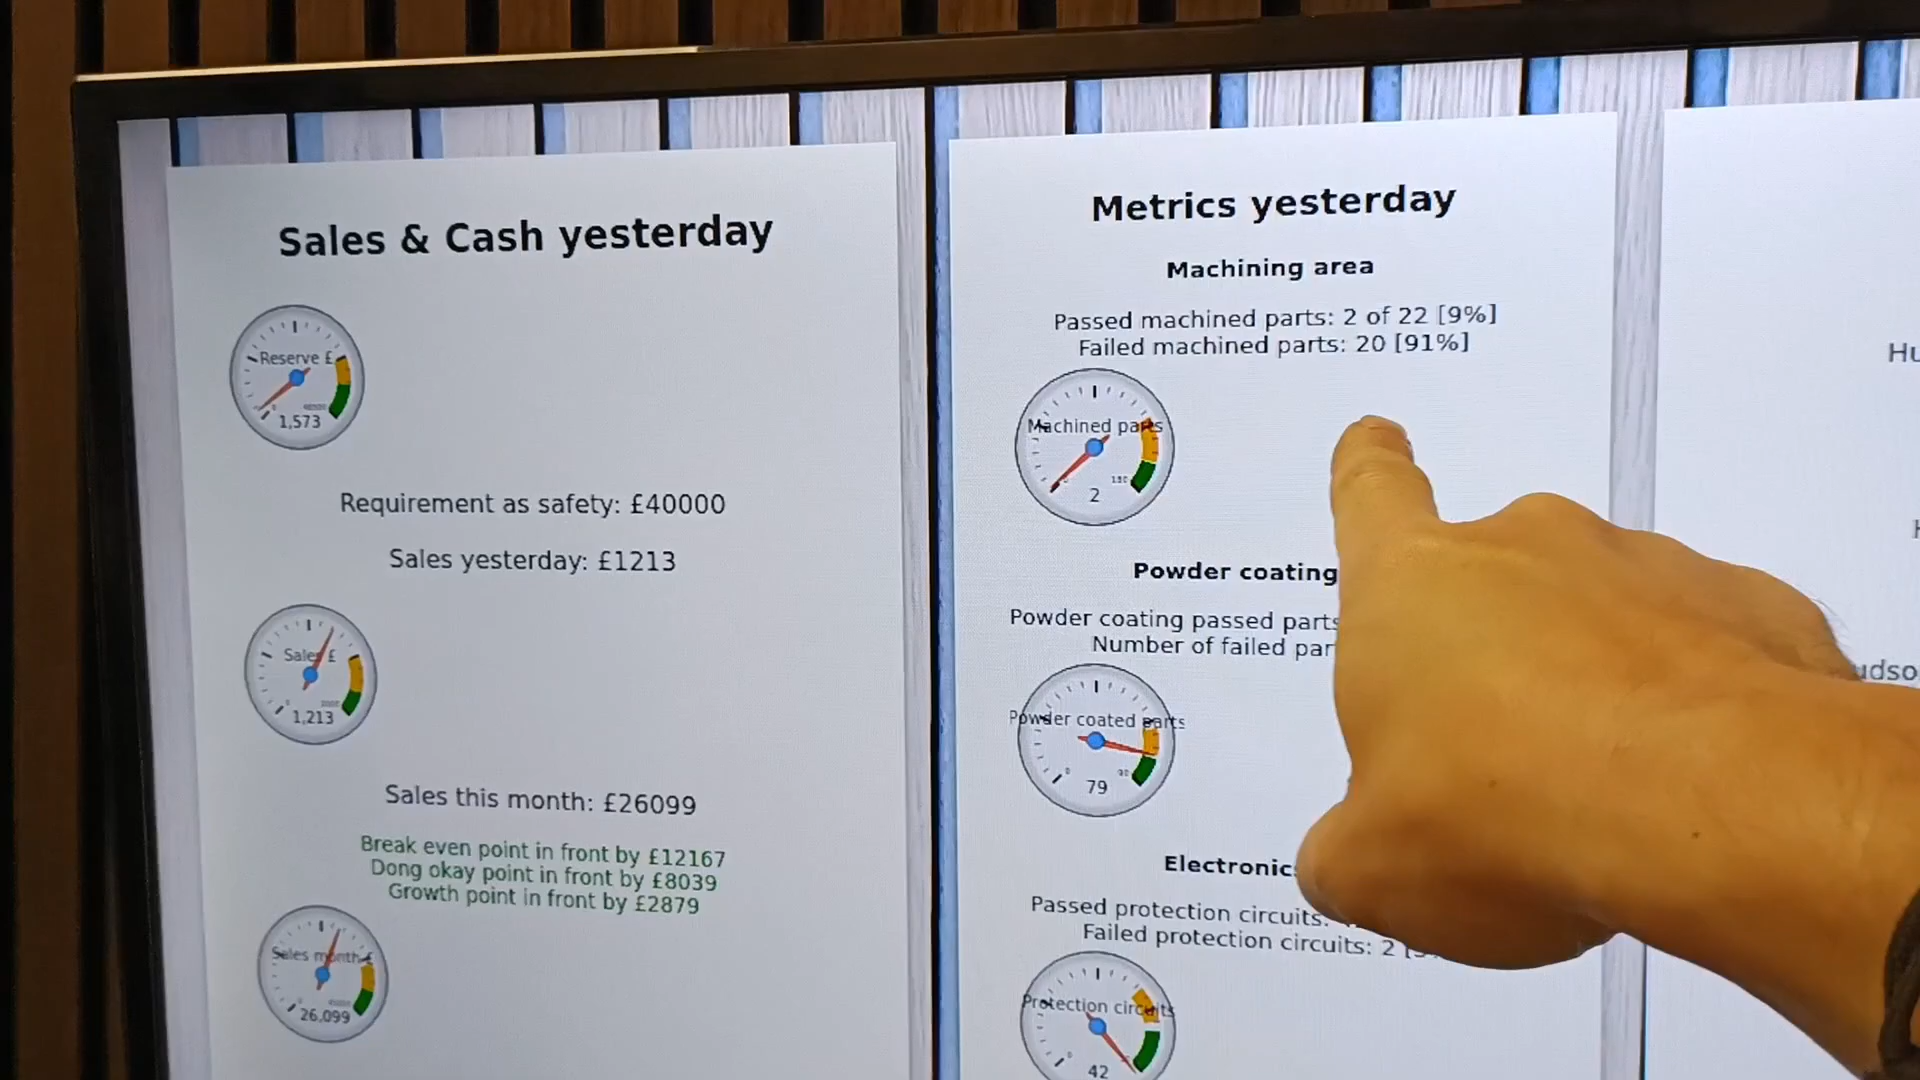 Sales & Cash yesterday
Reserve £
1,573
Requirement as safety: £40000
Sales yesterday: £1213
Sales £
1,213
Sales this month: £26099
Break even point in front by £12167
Dong okay point in front by £8039
Growth point in front by £2879
Sales month £
26,099
Metrics yesterday
Machining area
Passed machined parts: 2 of 22 [9%]
Failed machined parts: 20 [91%]
Machined parts
2
Powder coating
Powder coating passed parts
Number of failed par
Powder coated parts
79
Electronics
Passed protection circuits:
Failed protection circuits: 2
Protection circuits
42
Hu
H
udso